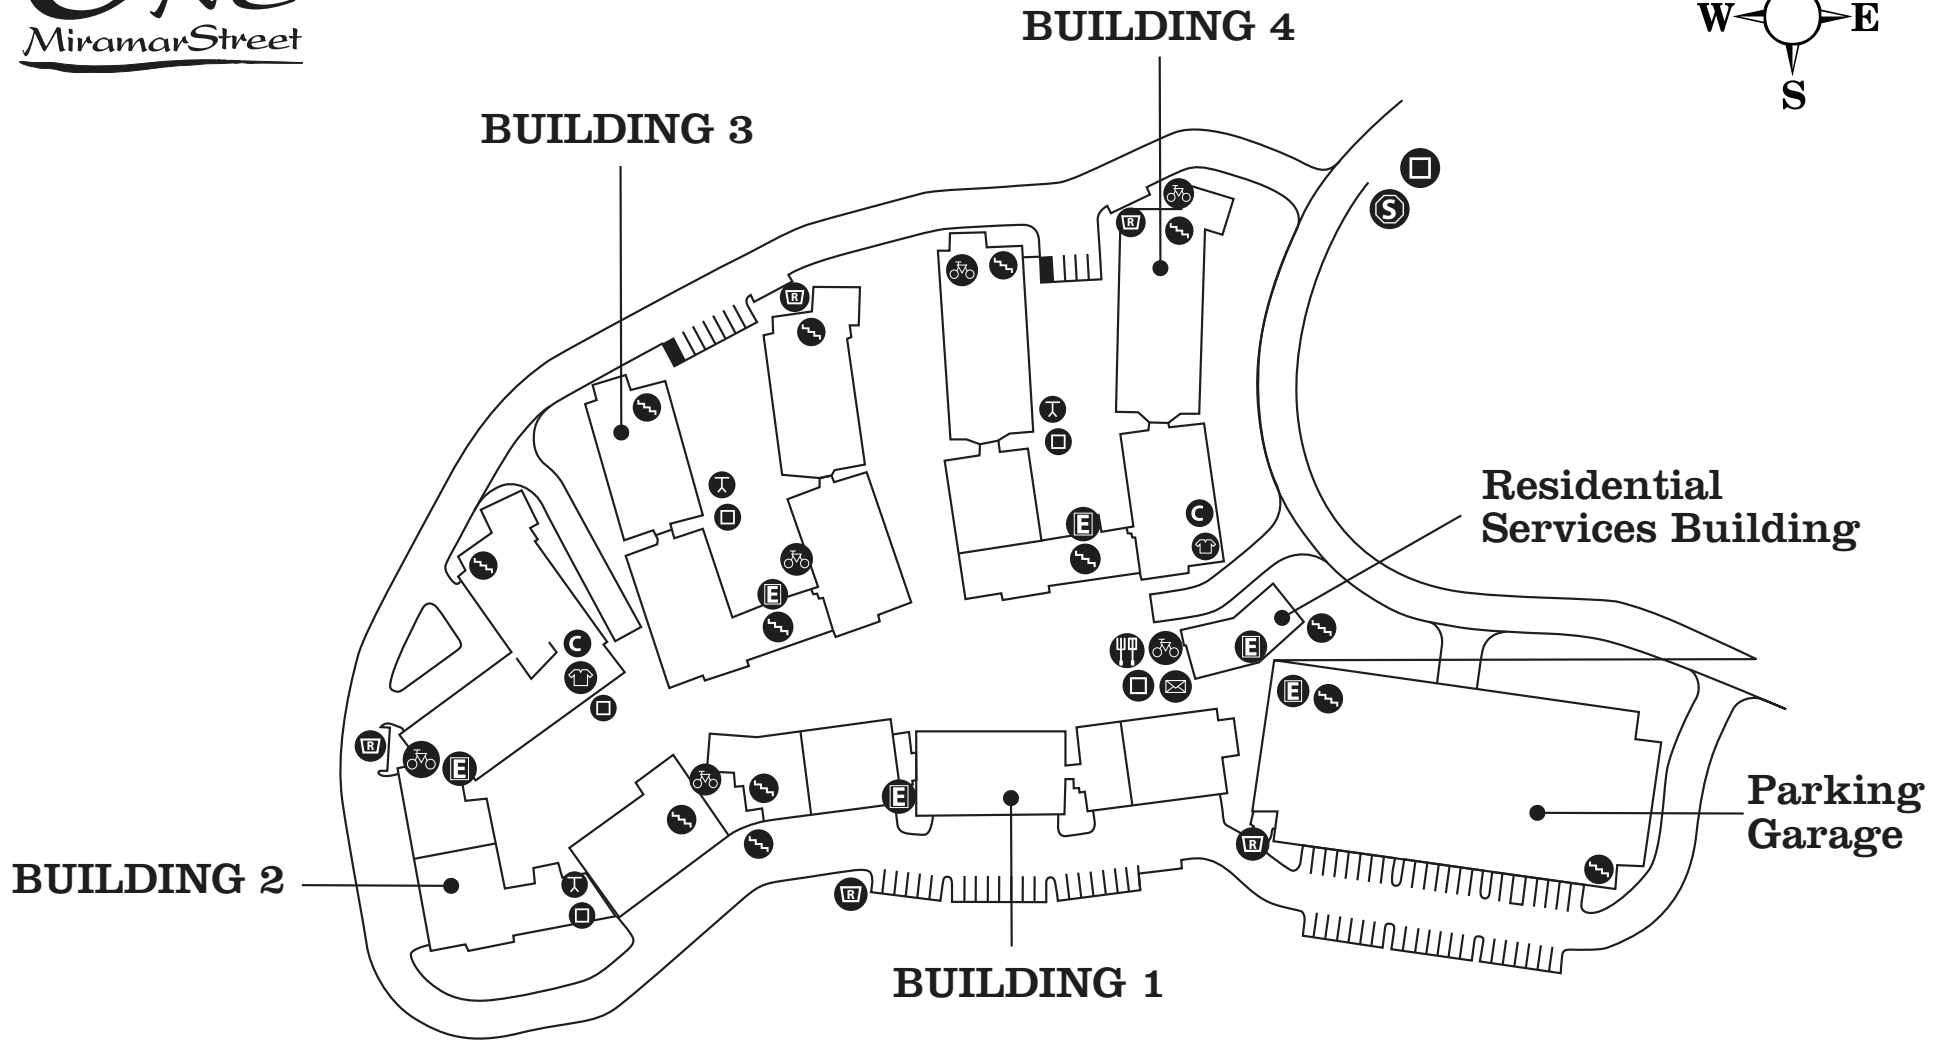 MiramarStreet
BUILDING 4
W E
S
BUILDING 3
S
R
R
Residential
Services Building
E
C
E
C
E
E
R
E
E
Parking
Garage
R
BUILDING 2
R
BUILDING 1